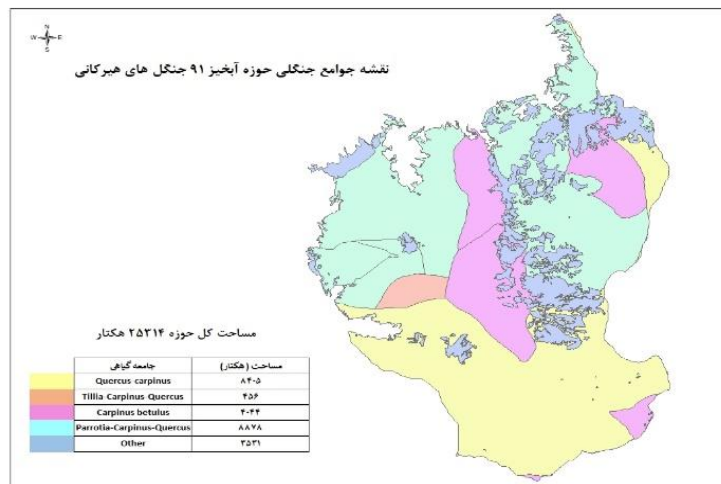 N
W E
S
نقشه جوامع جنگلی حوزه آبخیز ۹۱ جنگل های هیرکانی
مساحت کل حوزه ۲۵۳۱۴ هکتار
جامعه گیاهی مساحت (هکتار)
Quercus-carpinus ۸۴۰۵
Tillia-Carpinus-Quercus ۴۵۶
Carpinus betulus ۴۰۴۴
Parrotia-Carpinus-Quercus ۸۸۷۸
Other ۳۵۳۱